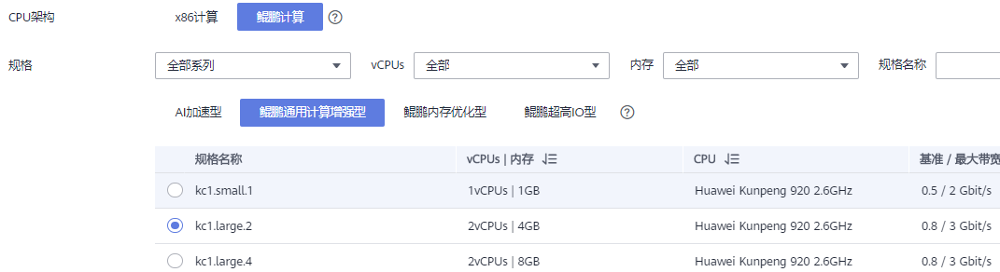 CPU架构 x86计算 鲲鹏计算 ?
规格 全部系列 vCPUs 全部 内存 全部 规格名称
AI加速型 鲲鹏通用计算增强型 鲲鹏内存优化型 鲲鹏超高IO型 ?
规格名称 vCPUs | 内存 CPU 基准 / 最大带宽
kc1.small.1 1vCPUs | 1GB Huawei Kunpeng 920 2.6GHz 0.5 / 2 Gbit/s
kc1.large.2 2vCPUs | 4GB Huawei Kunpeng 920 2.6GHz 0.8 / 3 Gbit/s
kc1.large.4 2vCPUs | 8GB Huawei Kunpeng 920 2.6GHz 0.8 / 3 Gbit/s